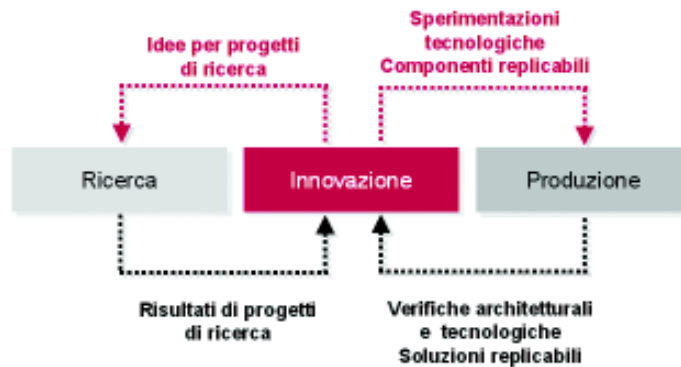 Idee per progetti
di ricerca
Sperimentazioni
tecnologiche
Componenti replicabili
Ricerca
Innovazione
Produzione
Risultati di progetti
di ricerca
Verifiche architetturali
e tecnologiche
Soluzioni replicabili